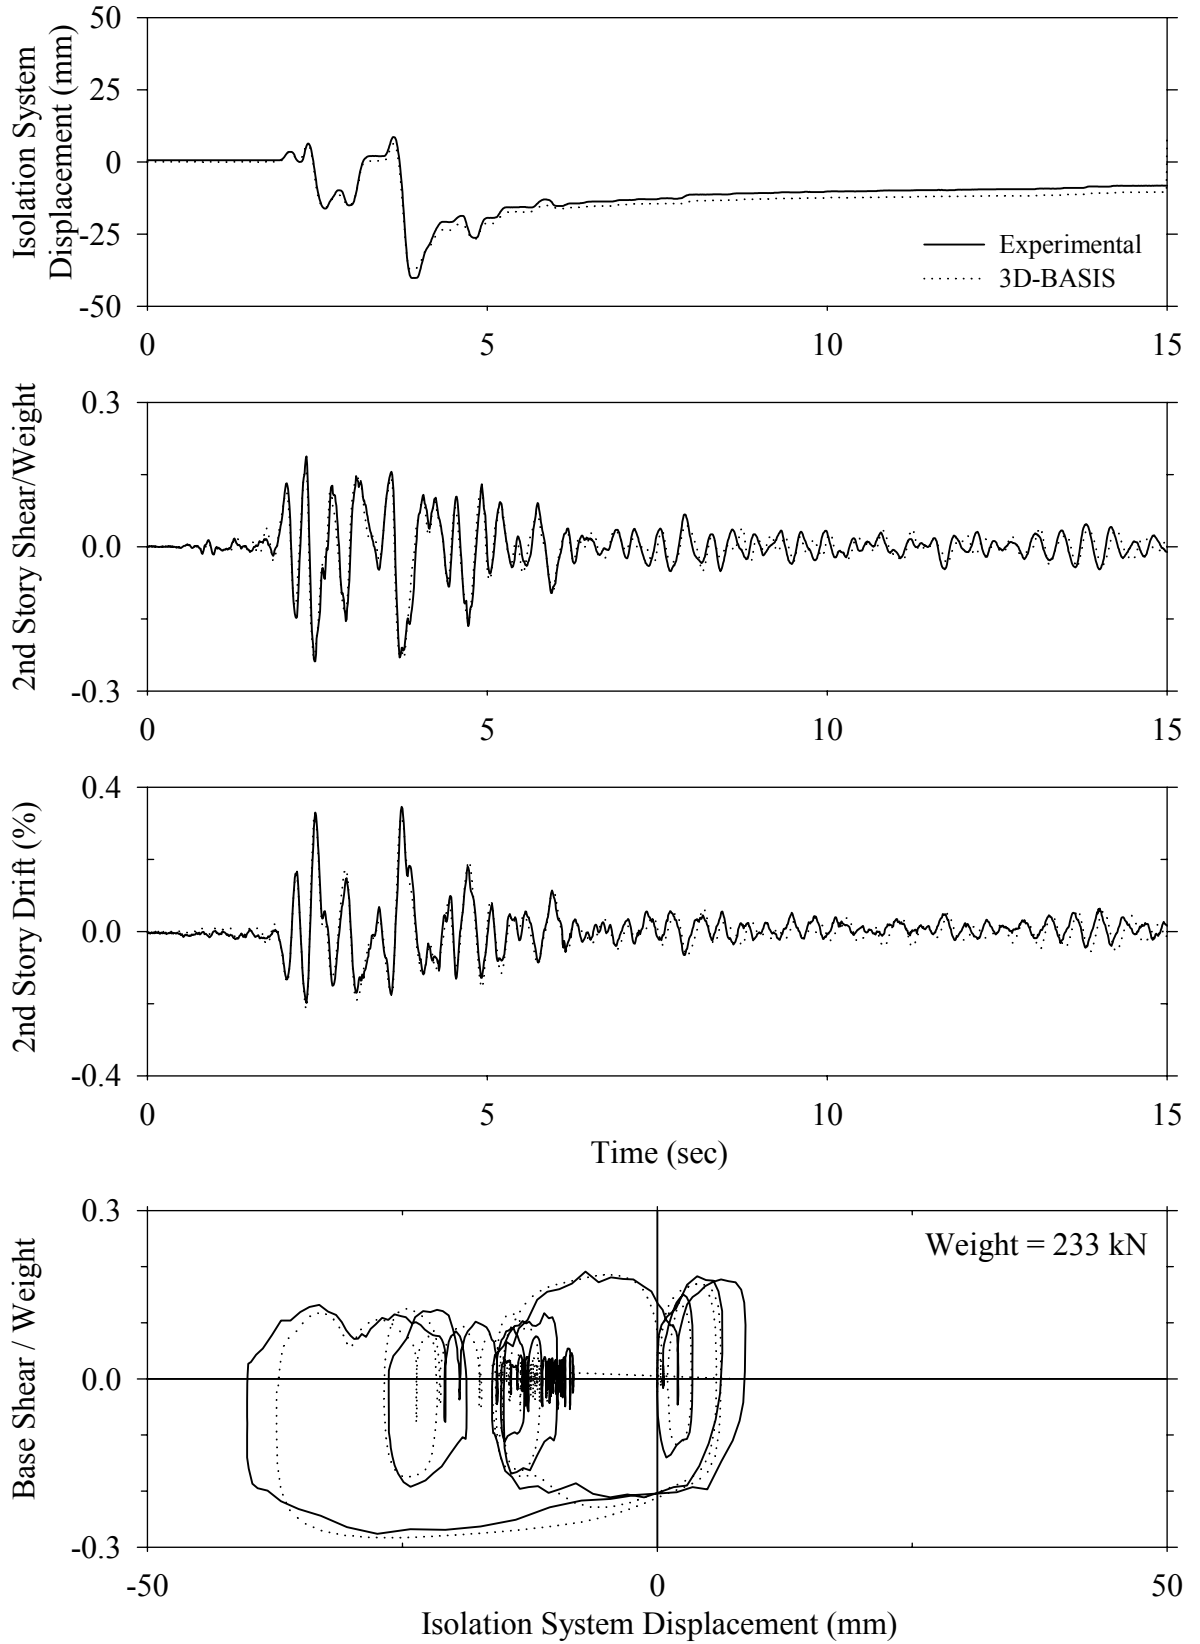 Isolation System
Displacement (mm)
50
25
0
-25
-50
Experimental
3D-BASIS
0 5 10 15
2nd Story Shear/Weight
0.3
0.0
-0.3
0 5 10 15
2nd Story Drift (%)
0.4
0.0
-0.4
0 5 10 15
Time (sec)
Base Shear / Weight
0.3
0.0
-0.3
Weight = 233 kN
-50 0 50
Isolation System Displacement (mm)